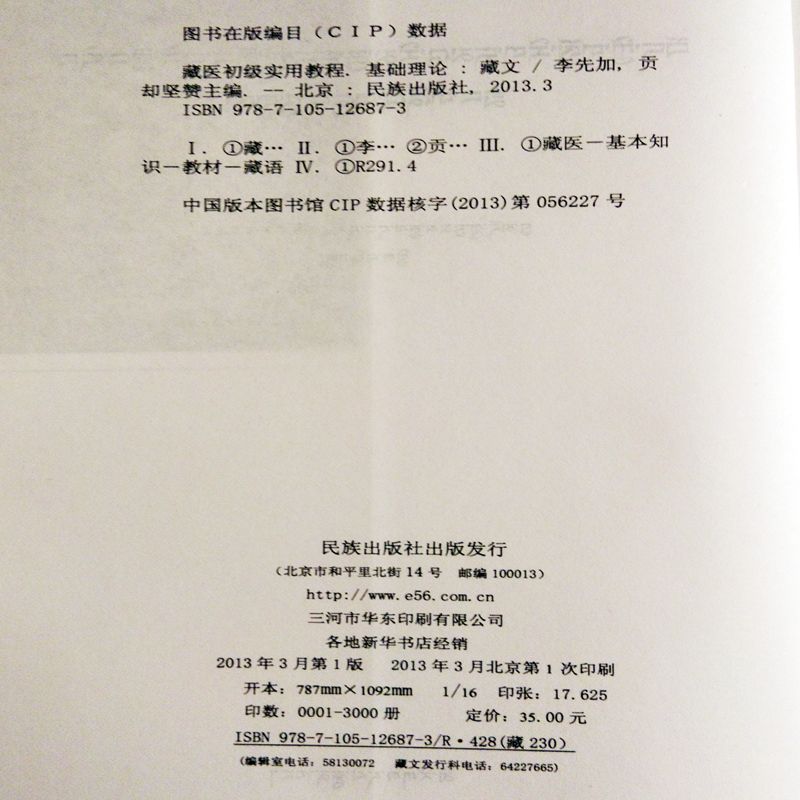 图书在版编目(CIP)数据
藏医初级实用教程. 基础理论 : 藏文 / 李先加, 贡
却坚赞主编. -- 北京 : 民族出版社, 2013.3
ISBN 978-7-105-12687-3
Ⅰ. ①藏… Ⅱ. ①李… ②贡… Ⅲ. ①藏医－基本知
识－教材－藏语 Ⅳ. ①R291.4
中国版本图书馆CIP数据核字(2013)第056227号
民族出版社出版发行
(北京市和平里北街14号 邮编100013)
http://www.e56.com.cn
三河市华东印刷有限公司
各地新华书店经销
2013年3月第1版 2013年3月北京第1次印刷
开本: 787mm×1092mm 1/16 印张: 17.625
印数: 0001-3000册 定价: 35.00元
ISBN 978-7-105-12687-3/R·428(藏230)
(编辑室电话: 58130072 藏文发行科电话: 64227665)